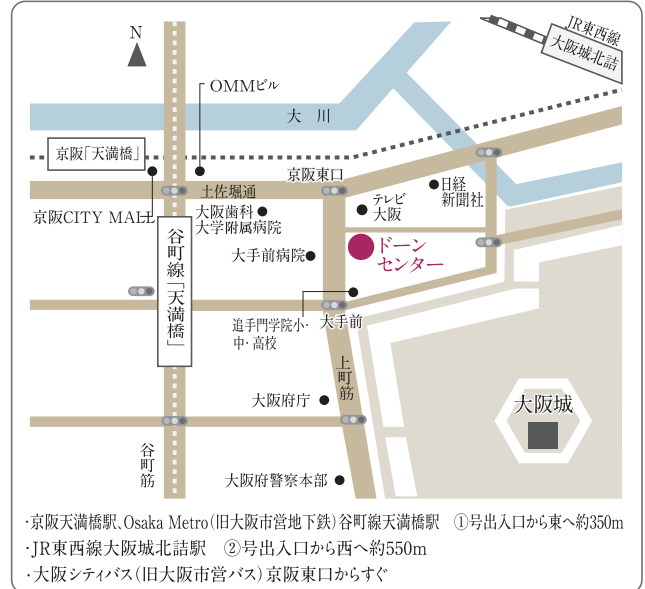 N
JR東西線
大阪城北詰
OMMビル
大 川
京阪「天満橋」
京阪東口
土佐堀通
日経
新聞社
テレビ
大阪
京阪CITY MALL
大阪歯科
大学附属病院
谷町線「天満橋」
ドーン
センター
大手前病院
追手門学院小・
中・高校
大手前
上町筋
大阪府庁
大阪城
谷町筋
大阪府警察本部
・京阪天満橋駅、Osaka Metro(旧大阪市営地下鉄)谷町線天満橋駅 ①号出入口から東へ約350m
・JR東西線大阪城北詰駅 ②号出入口から西へ約550m
・大阪シティバス(旧大阪市営バス)京阪東口からすぐ